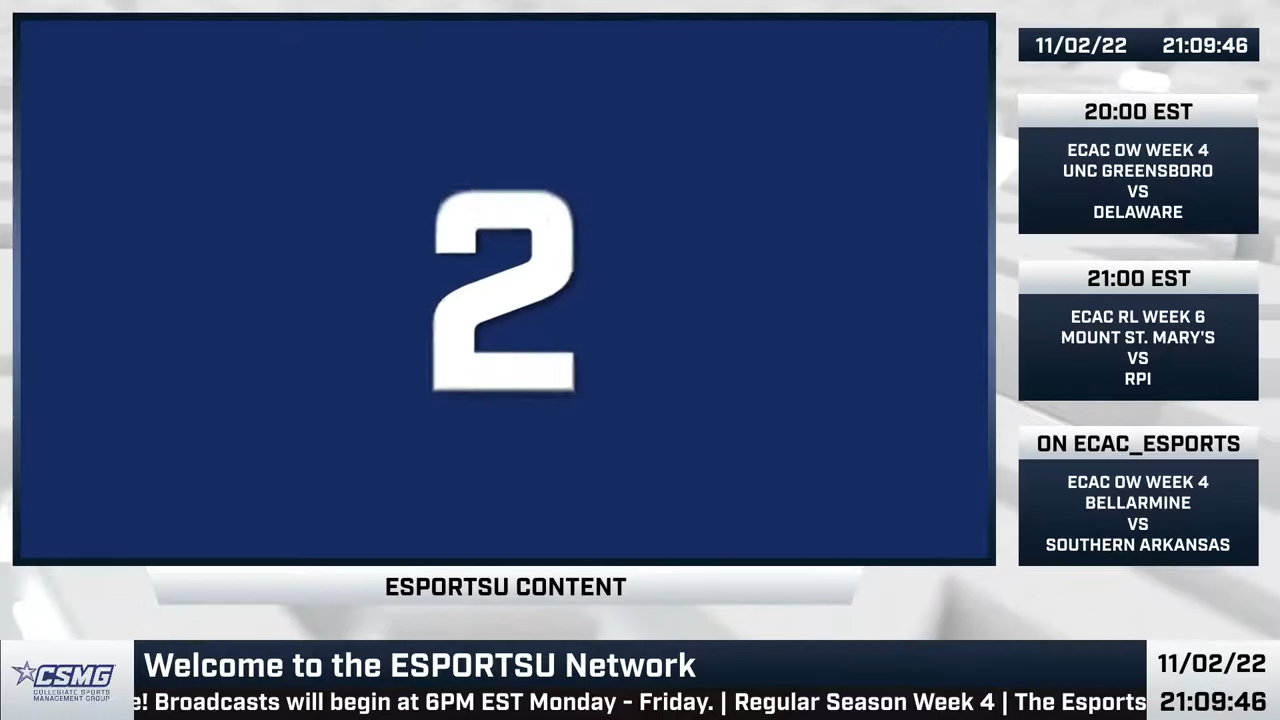 2
11/02/22 21:09:46
20:00 EST
ECAC OW WEEK 4
UNC GREENSBORO
VS
DELAWARE
21:00 EST
ECAC RL WEEK 6
MOUNT ST. MARY'S
VS
RPI
ON ECAC_ESPORTS
ECAC OW WEEK 4
BELLARMINE
VS
SOUTHERN ARKANSAS
ESPORTSU CONTENT
CSMG
COLLEGIATE SPORTS
MANAGEMENT GROUP
Welcome to the ESPORTSU Network
e! Broadcasts will begin at 6PM EST Monday - Friday. | Regular Season Week 4 | The Esports
11/02/22
21:09:46